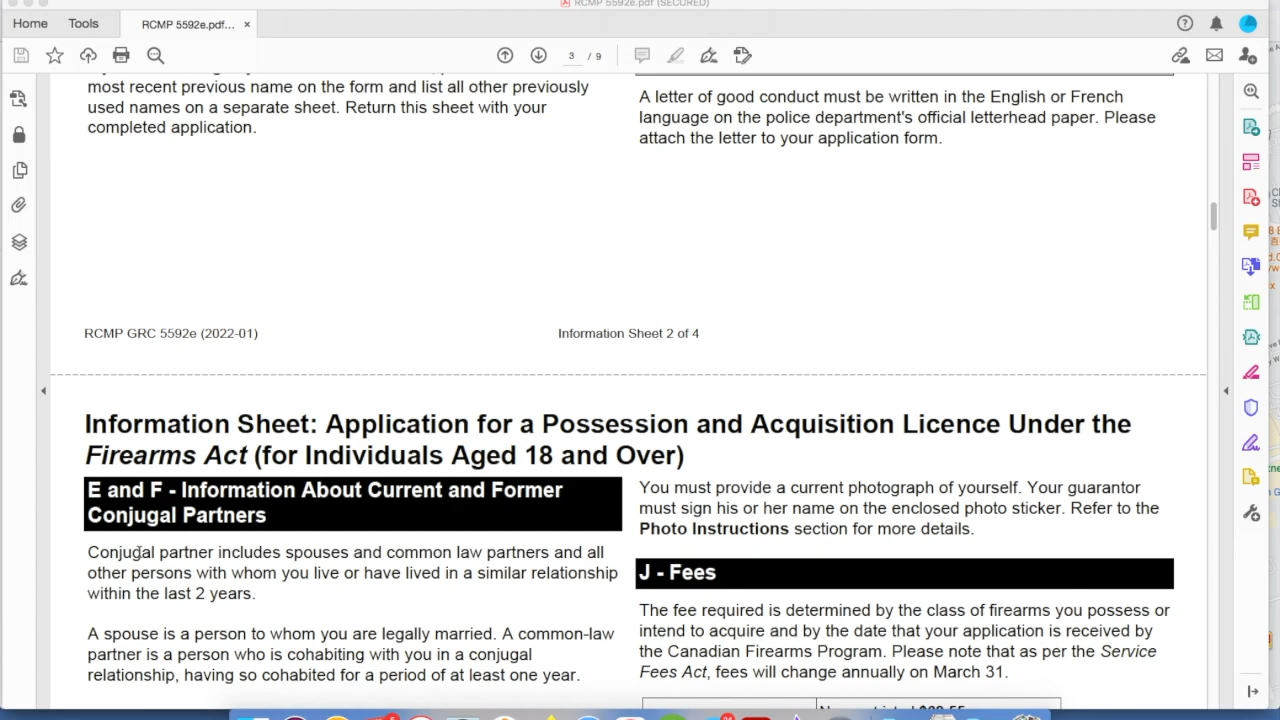 RCMP 5592e.pdf (SECURED)
Home
Tools
RCMP 5592e.pdf...
×
3 / 9
most recent previous name on the form and list all other previously
used names on a separate sheet. Return this sheet with your
completed application.
A letter of good conduct must be written in the English or French
language on the police department's official letterhead paper. Please
attach the letter to your application form.
RCMP GRC 5592e (2022-01)
Information Sheet 2 of 4
Information Sheet: Application for a Possession and Acquisition Licence Under the
Firearms Act (for Individuals Aged 18 and Over)
E and F - Information About Current and Former
Conjugal Partners
Conjugal partner includes spouses and common law partners and all
other persons with whom you live or have lived in a similar relationship
within the last 2 years.
A spouse is a person to whom you are legally married. A common-law
partner is a person who is cohabiting with you in a conjugal
relationship, having so cohabited for a period of at least one year.
You must provide a current photograph of yourself. Your guarantor
must sign his or her name on the enclosed photo sticker. Refer to the
Photo Instructions section for more details.
J - Fees
The fee required is determined by the class of firearms you possess or
intend to acquire and by the date that your application is received by
the Canadian Firearms Program. Please note that as per the Service
Fees Act, fees will change annually on March 31.